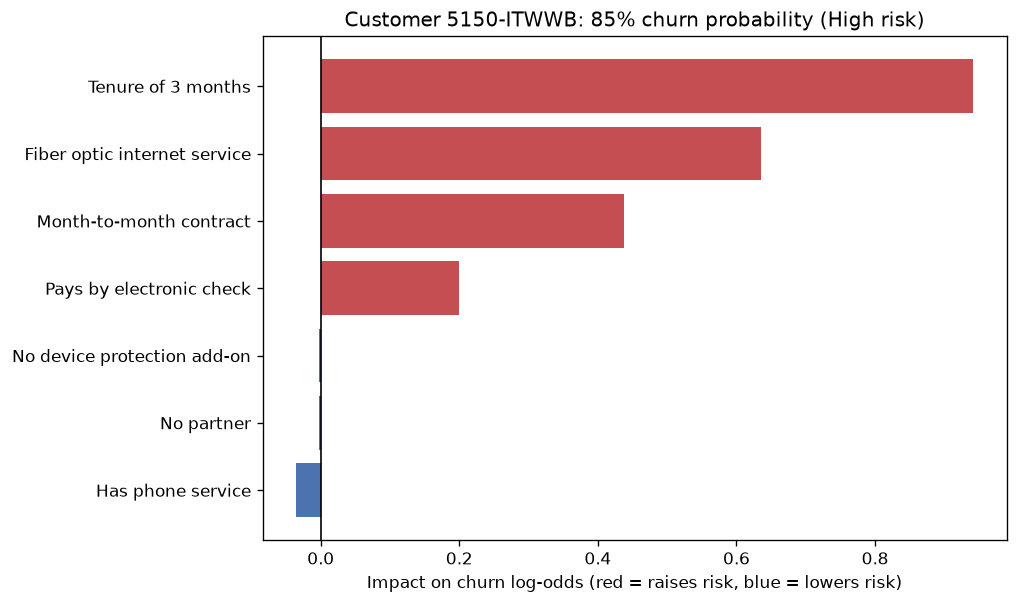 Customer 5150-ITWWB: 85% churn probability (High risk)
Tenure of 3 months
Fiber optic internet service
Month-to-month contract
Pays by electronic check
No device protection add-on
No partner
Has phone service
0.0 0.2 0.4 0.6 0.8
Impact on churn log-odds (red = raises risk, blue = lowers risk)